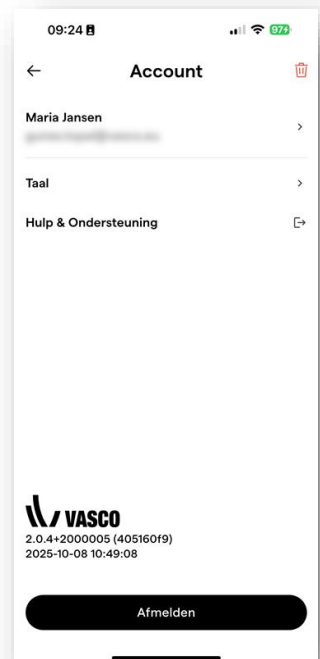 09:24
97
Account
Maria Jansen
Taal
Hulp & Ondersteuning
VASCO
2.0.4+2000005 (405160f9)
2025-10-08 10:49:08
Afmelden